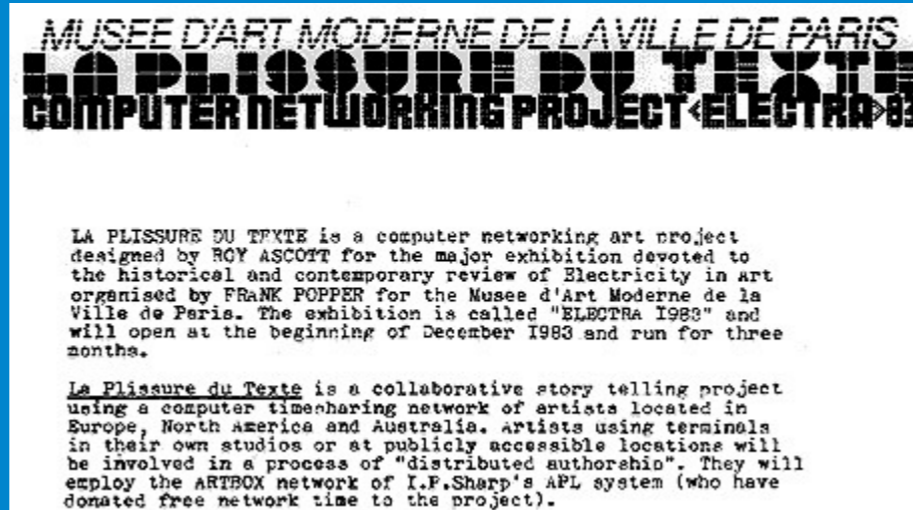 MUSEE D'ART MODERNE DE LA VILLE DE PARIS
LA PLISSURE DU TEXTE
COMPUTER NETWORKING PROJECT <ELECTRA> 83
LA PLISSURE DU TEXTE is a computer networking art project
designed by ROY ASCOTT for the major exhibition devoted to
the historical and contemporary review of Electricity in Art
organised by FRANK POPPER for the Musee d'Art Moderne de la
Ville de Paris. The exhibition is called "ELECTRA I983" and
will open at the beginning of December I983 and run for three
months.
La Plissure du Texte is a collaborative story telling project
using a computer timesharing network of artists located in
Europe, North America and Australia. Artists using terminals
in their own studios or at publicly accessible locations will
be involved in a process of "distributed authorship". They will
employ the ARTBOX network of I.P.Sharp's APL system (who have
donated free network time to the project).